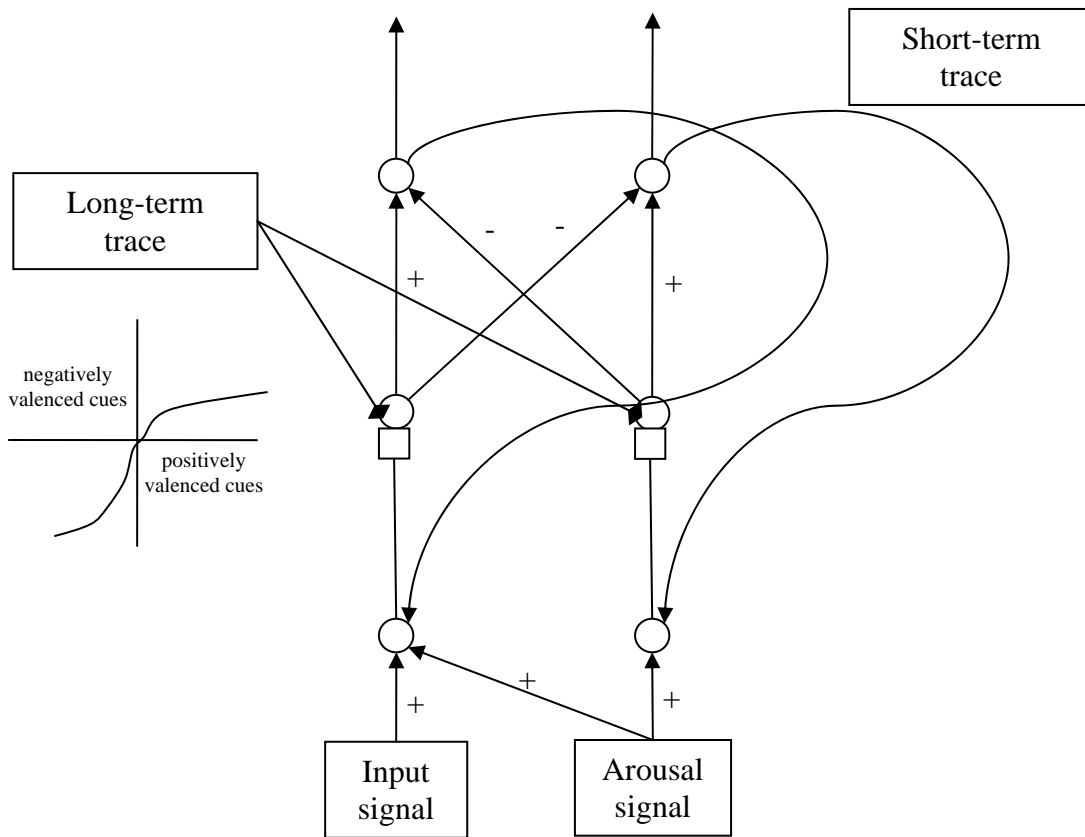 Short-term
trace
Long-term
trace
-
-
+
+
negatively
valenced cues
positively
valenced cues
+
+
+
Input
signal
Arousal
signal